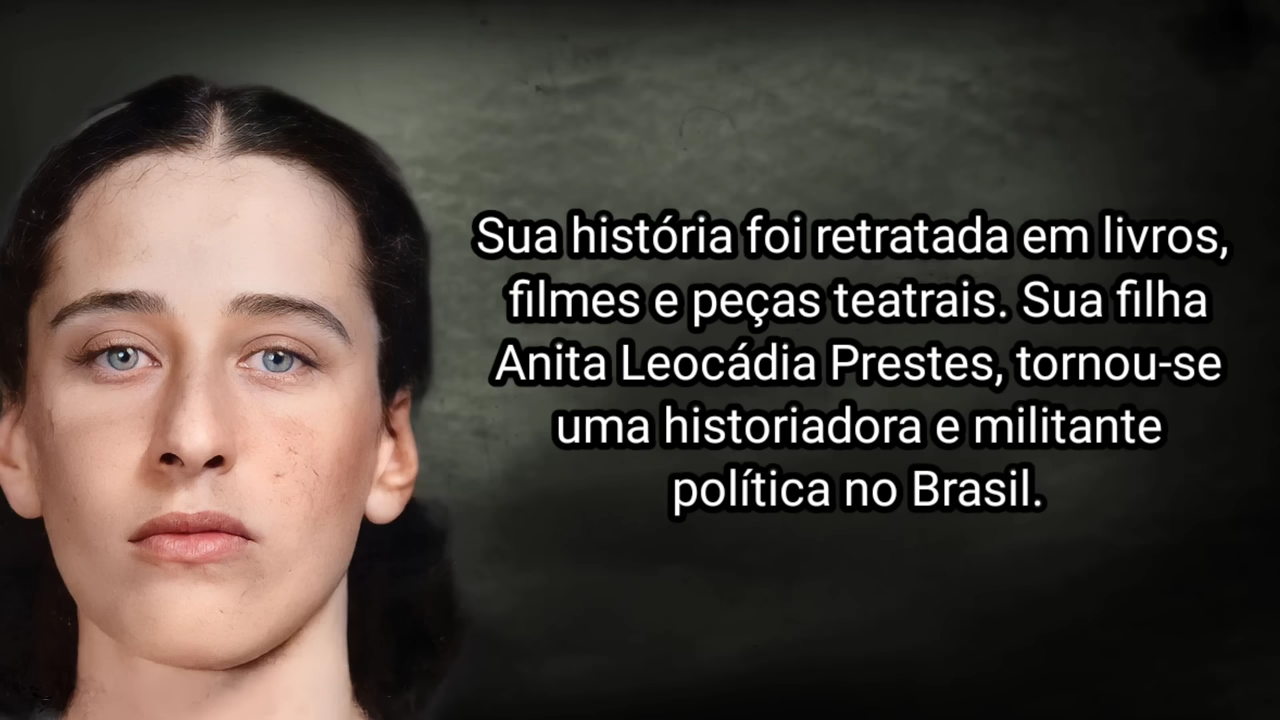 Sua história foi retratada em livros,
filmes e peças teatrais. Sua filha
Anita Leocádia Prestes, tornou-se
uma historiadora e militante
política no Brasil.